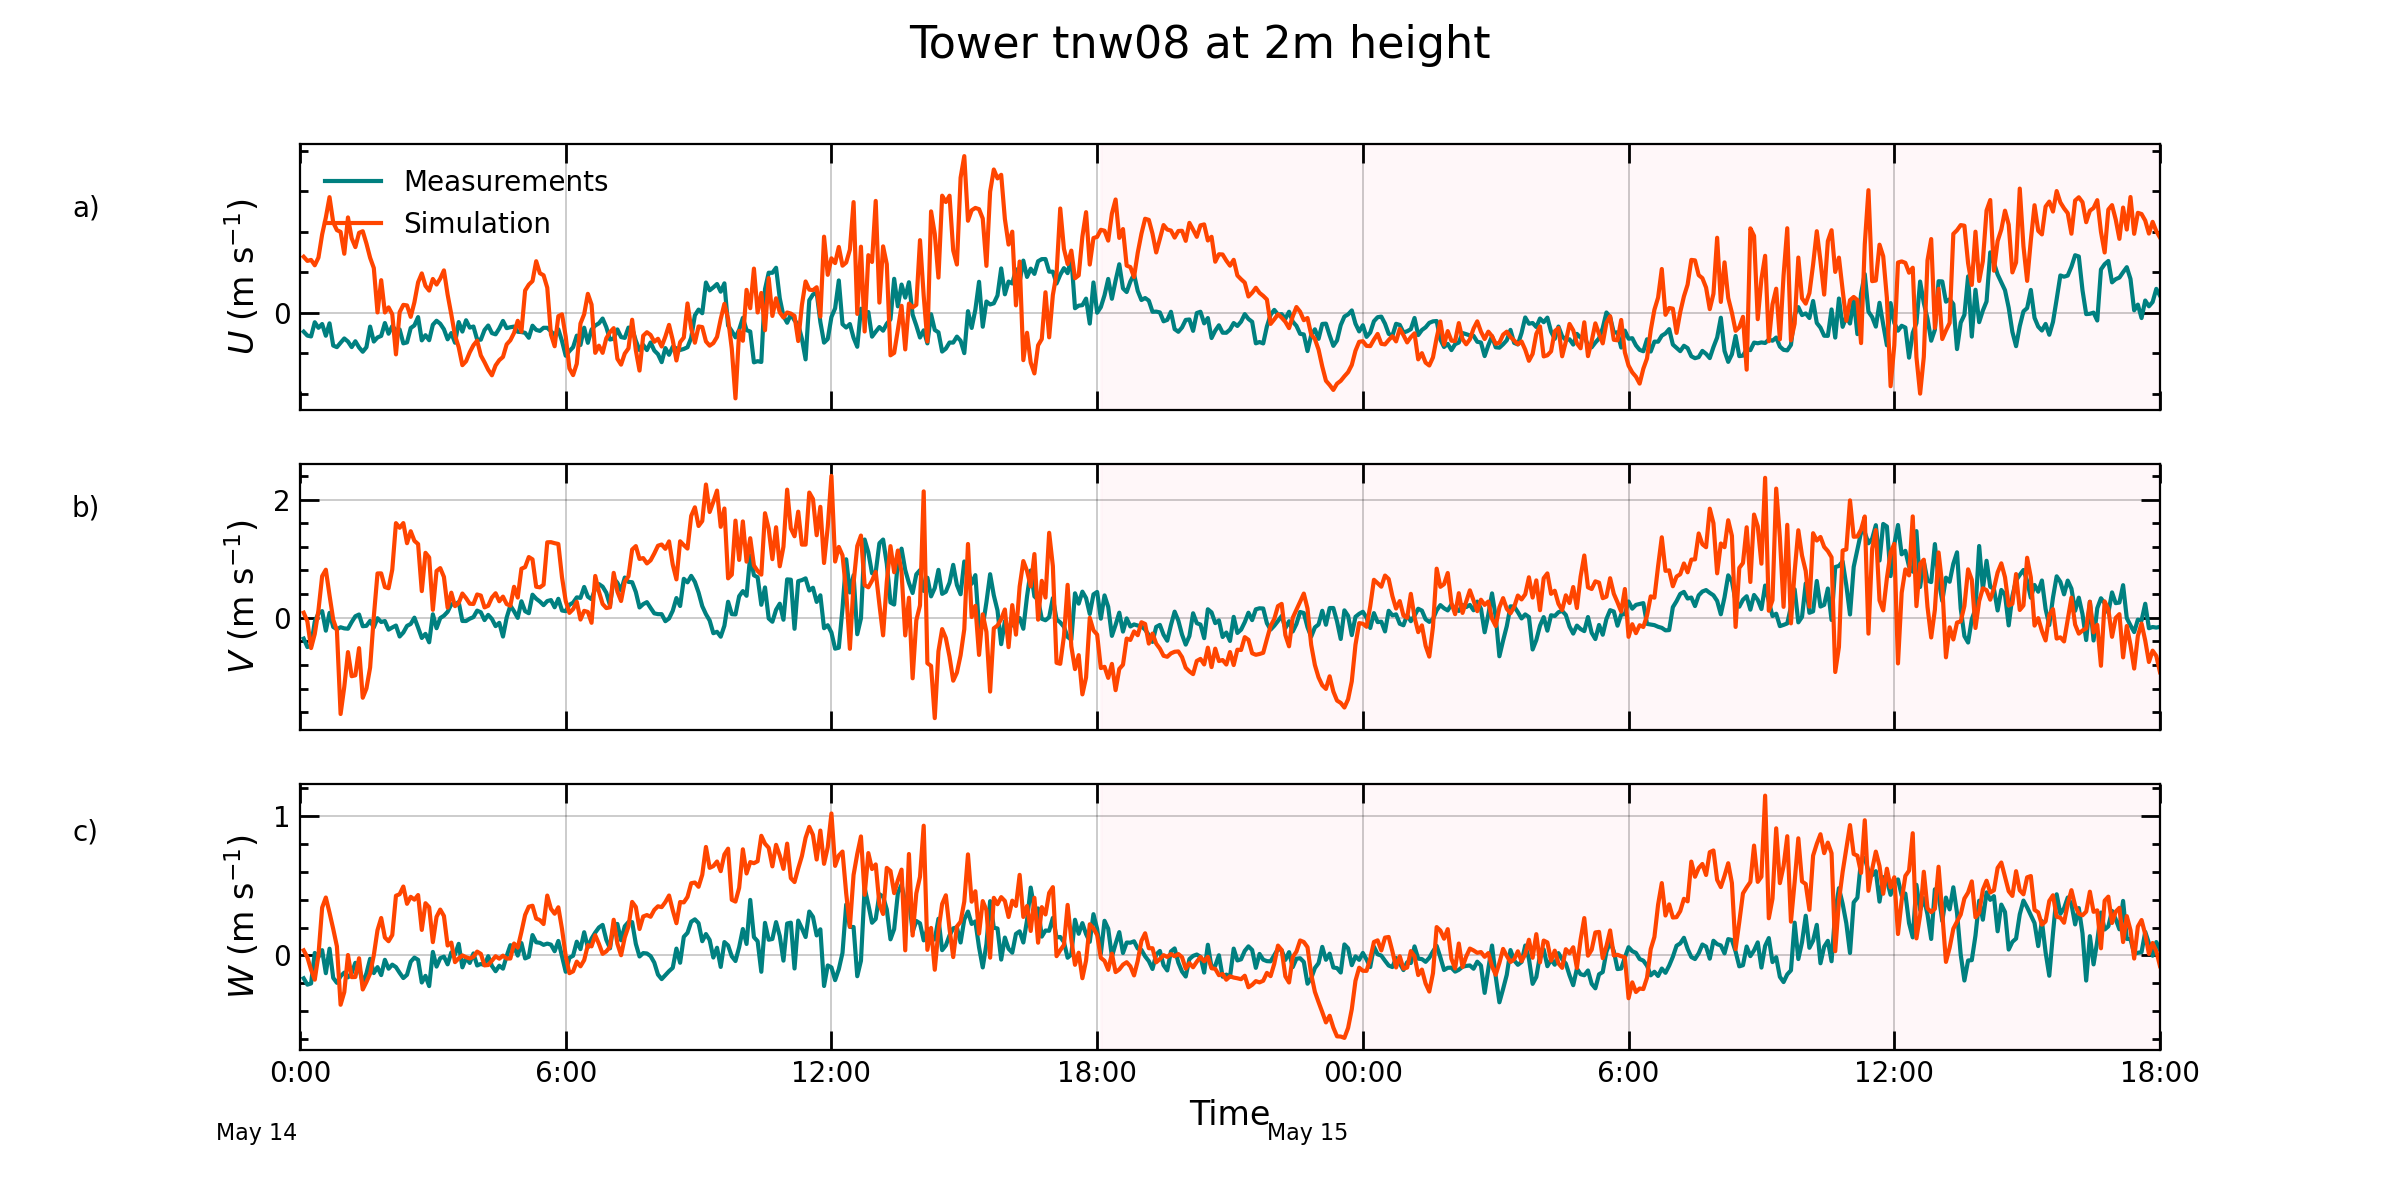 Tower tnw08 at 2m height
a)
U (m s⁻¹)
0
Measurements
Simulation
b)
V (m s⁻¹)
2
0
c)
W (m s⁻¹)
1
0
0:00 6:00 12:00 18:00 00:00 6:00 12:00 18:00
Time
May 14 May 15